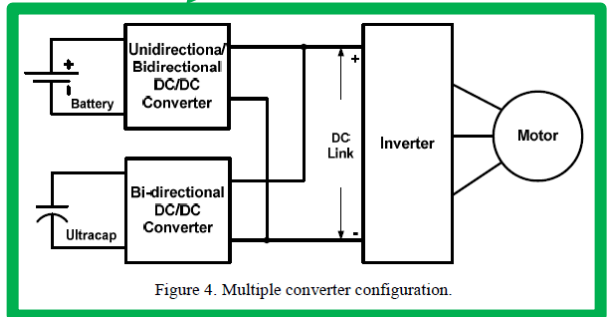 Unidirectional/
Bidirectional
DC/DC
Converter
+
-
Battery
Bi-directional
DC/DC
Converter
Ultracap
+
DC
Link
-
Inverter
Motor
Figure 4. Multiple converter configuration.